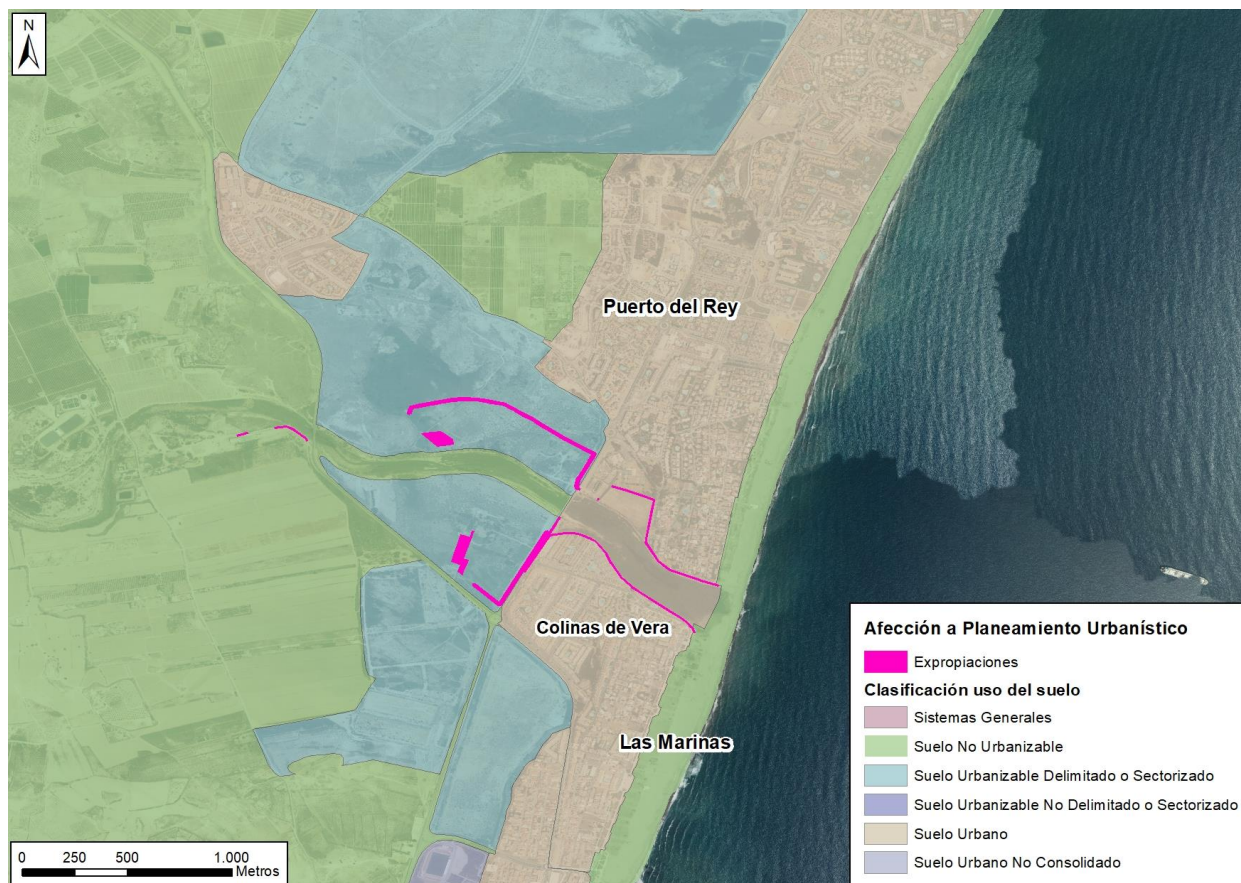 N
Puerto del Rey
Colinas de Vera
Las Marinas
Afección a Planeamiento Urbanístico
Expropiaciones
Clasificación uso del suelo
Sistemas Generales
Suelo No Urbanizable
Suelo Urbanizable Delimitado o Sectorizado
Suelo Urbanizable No Delimitado o Sectorizado
Suelo Urbano
Suelo Urbano No Consolidado
0 250 500 1.000
Metros